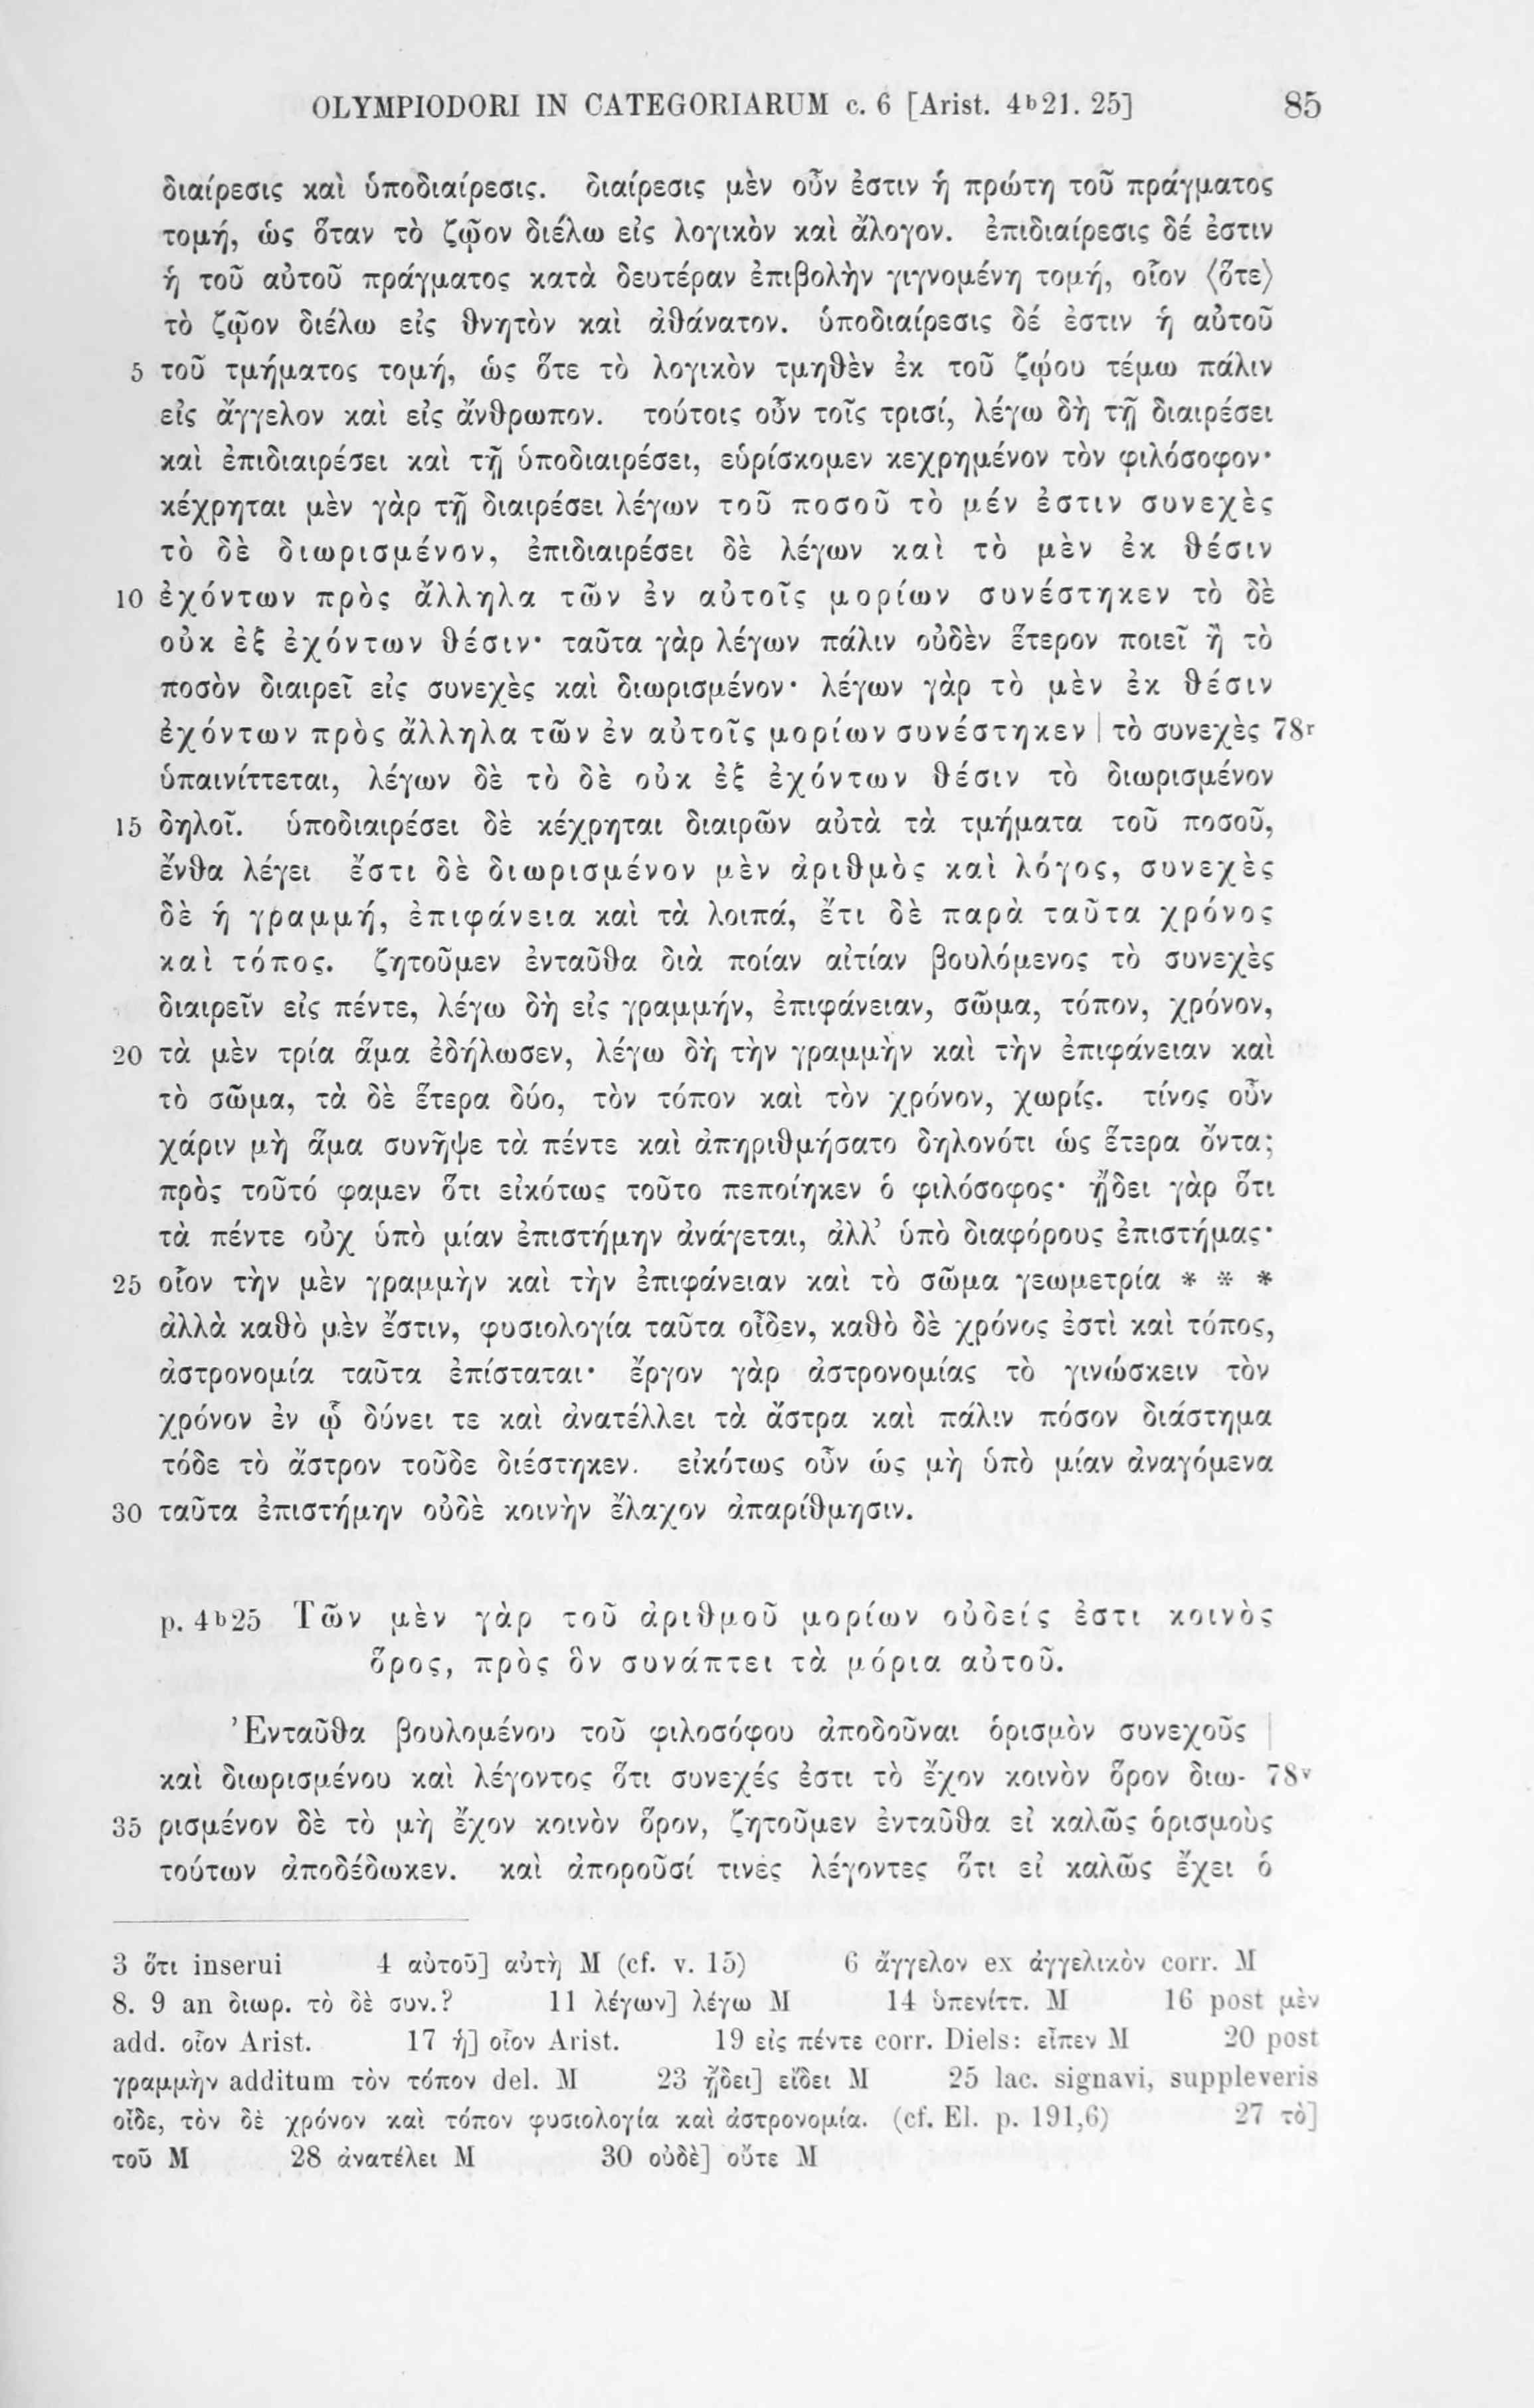 OLYMPIODORI IN CATEGORIARUM c. 6 [Arist. 4b21. 25] 85
διαίρεσις καὶ ὑποδιαίρεσις. διαίρεσις μὲν οὖν ἐστιν ἡ πρώτη τοῦ πράγματος
τομή, ὡς ὅταν τὸ ζῷον διέλω εἰς λογικὸν καὶ ἄλογον. ἐπιδιαίρεσις δέ ἐστιν
ἡ τοῦ αὐτοῦ πράγματος κατὰ δευτέραν ἐπιβολὴν γιγνομένη τομή, οἷον ⟨ὅτε⟩
τὸ ζῷον διέλω εἰς θνητὸν καὶ ἀθάνατον. ὑποδιαίρεσις δέ ἐστιν ἡ αὐτοῦ
5 τοῦ τμήματος τομή, ὡς ὅτε τὸ λογικὸν τμηθὲν ἐκ τοῦ ζῴου τέμω πάλιν
εἰς ἄγγελον καὶ εἰς ἄνθρωπον. τούτοις οὖν τοῖς τρισί, λέγω δὴ τῇ διαιρέσει
καὶ ἐπιδιαιρέσει καὶ τῇ ὑποδιαιρέσει, εὑρίσκομεν κεχρημένον τὸν φιλόσοφον·
κέχρηται μὲν γὰρ τῇ διαιρέσει λέγων τοῦ ποσοῦ τὸ μέν ἐστιν συνεχὲς
τὸ δὲ διωρισμένον, ἐπιδιαιρέσει δὲ λέγων καὶ τὸ μὲν ἐκ θέσιν
10 ἐχόντων πρὸς ἄλληλα τῶν ἐν αὐτοῖς μορίων συνέστηκεν τὸ δὲ
οὐκ ἐξ ἐχόντων θέσιν· ταῦτα γὰρ λέγων πάλιν οὐδὲν ἕτερον ποιεῖ ἢ τὸ
ποσὸν διαιρεῖ εἰς συνεχὲς καὶ διωρισμένον· λέγων γὰρ τὸ μὲν ἐκ θέσιν
ἐχόντων πρὸς ἄλληλα τῶν ἐν αὐτοῖς μορίων συνέστηκεν | τὸ συνεχὲς 78r
ὑπαινίττεται, λέγων δὲ τὸ δὲ οὐκ ἐξ ἐχόντων θέσιν τὸ διωρισμένον
15 δηλοῖ. ὑποδιαιρέσει δὲ κέχρηται διαιρῶν αὐτὰ τὰ τμήματα τοῦ ποσοῦ,
ἔνθα λέγει ἔστι δὲ διωρισμένον μὲν ἀριθμὸς καὶ λόγος, συνεχὲς
δὲ ἡ γραμμή, ἐπιφάνεια καὶ τὰ λοιπά, ἔτι δὲ παρὰ ταῦτα χρόνος
καὶ τόπος. ζητοῦμεν ἐνταῦθα διὰ ποίαν αἰτίαν βουλόμενος τὸ συνεχὲς
διαιρεῖν εἰς πέντε, λέγω δὴ εἰς γραμμήν, ἐπιφάνειαν, σῶμα, τόπον, χρόνον,
20 τὰ μὲν τρία ἅμα ἐδήλωσεν, λέγω δὴ τὴν γραμμὴν καὶ τὴν ἐπιφάνειαν καὶ
τὸ σῶμα, τὰ δὲ ἕτερα δύο, τὸν τόπον καὶ τὸν χρόνον, χωρίς. τίνος οὖν
χάριν μὴ ἅμα συνῆψε τὰ πέντε καὶ ἀπηριθμήσατο δηλονότι ὡς ἕτερα ὄντα;
πρὸς τοῦτό φαμεν ὅτι εἰκότως τοῦτο πεποίηκεν ὁ φιλόσοφος· ᾔδει γὰρ ὅτι
τὰ πέντε οὐχ ὑπὸ μίαν ἐπιστήμην ἀνάγεται, ἀλλ’ ὑπὸ διαφόρους ἐπιστήμας·
25 οἷον τὴν μὲν γραμμὴν καὶ τὴν ἐπιφάνειαν καὶ τὸ σῶμα γεωμετρία * * *
ἀλλὰ καθὸ μὲν ἔστιν, φυσιολογία ταῦτα οἶδεν, καθὸ δὲ χρόνος ἐστὶ καὶ τόπος,
ἀστρονομία ταῦτα ἐπίσταται· ἔργον γὰρ ἀστρονομίας τὸ γινώσκειν τὸν
χρόνον ἐν ᾧ δύνει τε καὶ ἀνατέλλει τὰ ἄστρα καὶ πάλιν πόσον διάστημα
τόδε τὸ ἄστρον τοῦδε διέστηκεν. εἰκότως οὖν ὡς μὴ ὑπὸ μίαν ἀναγόμενα
30 ταῦτα ἐπιστήμην οὐδὲ κοινὴν ἔλαχον ἀπαρίθμησιν.
p. 4b25 Τῶν μὲν γὰρ τοῦ ἀριθμοῦ μορίων οὐδείς ἐστι κοινὸς
ὅρος, πρὸς ὃν συνάπτει τὰ μόρια αὐτοῦ.
Ἐνταῦθα βουλομένου τοῦ φιλοσόφου ἀποδοῦναι ὁρισμὸν συνεχοῦς |
καὶ διωρισμένου καὶ λέγοντος ὅτι συνεχές ἐστι τὸ ἔχον κοινὸν ὅρον διω- 78v
35 ρισμένον δὲ τὸ μὴ ἔχον κοινὸν ὅρον, ζητοῦμεν ἐνταῦθα εἰ καλῶς ὁρισμοὺς
τούτων ἀποδέδωκεν. καὶ ἀποροῦσί τινες λέγοντες ὅτι εἰ καλῶς ἔχει ὁ
3 ὅτι inserui 4 αὐτοῦ] αὐτὴ M (cf. v. 15) 6 ἄγγελον ex ἀγγελικὸν corr. M
8. 9 an διωρ. τὸ δὲ συν.? 11 λέγων] λέγω M 14 ὑπενίττ. M 16 post μὲν
add. οἷον Arist. 17 ἡ] οἷον Arist. 19 εἰς πέντε corr. Diels: εἶπεν M 20 post
γραμμὴν additum τὸν τόπον del. M 23 ᾔδει] εἴδει M 25 lac. signavi, suppleveris
οἶδε, τὸν δὲ χρόνον καὶ τόπον φυσιολογία καὶ ἀστρονομία. (cf. El. p. 191,6) 27 τὸ]
τοῦ M 28 ἀνατέλει M 30 οὐδὲ] οὔτε M